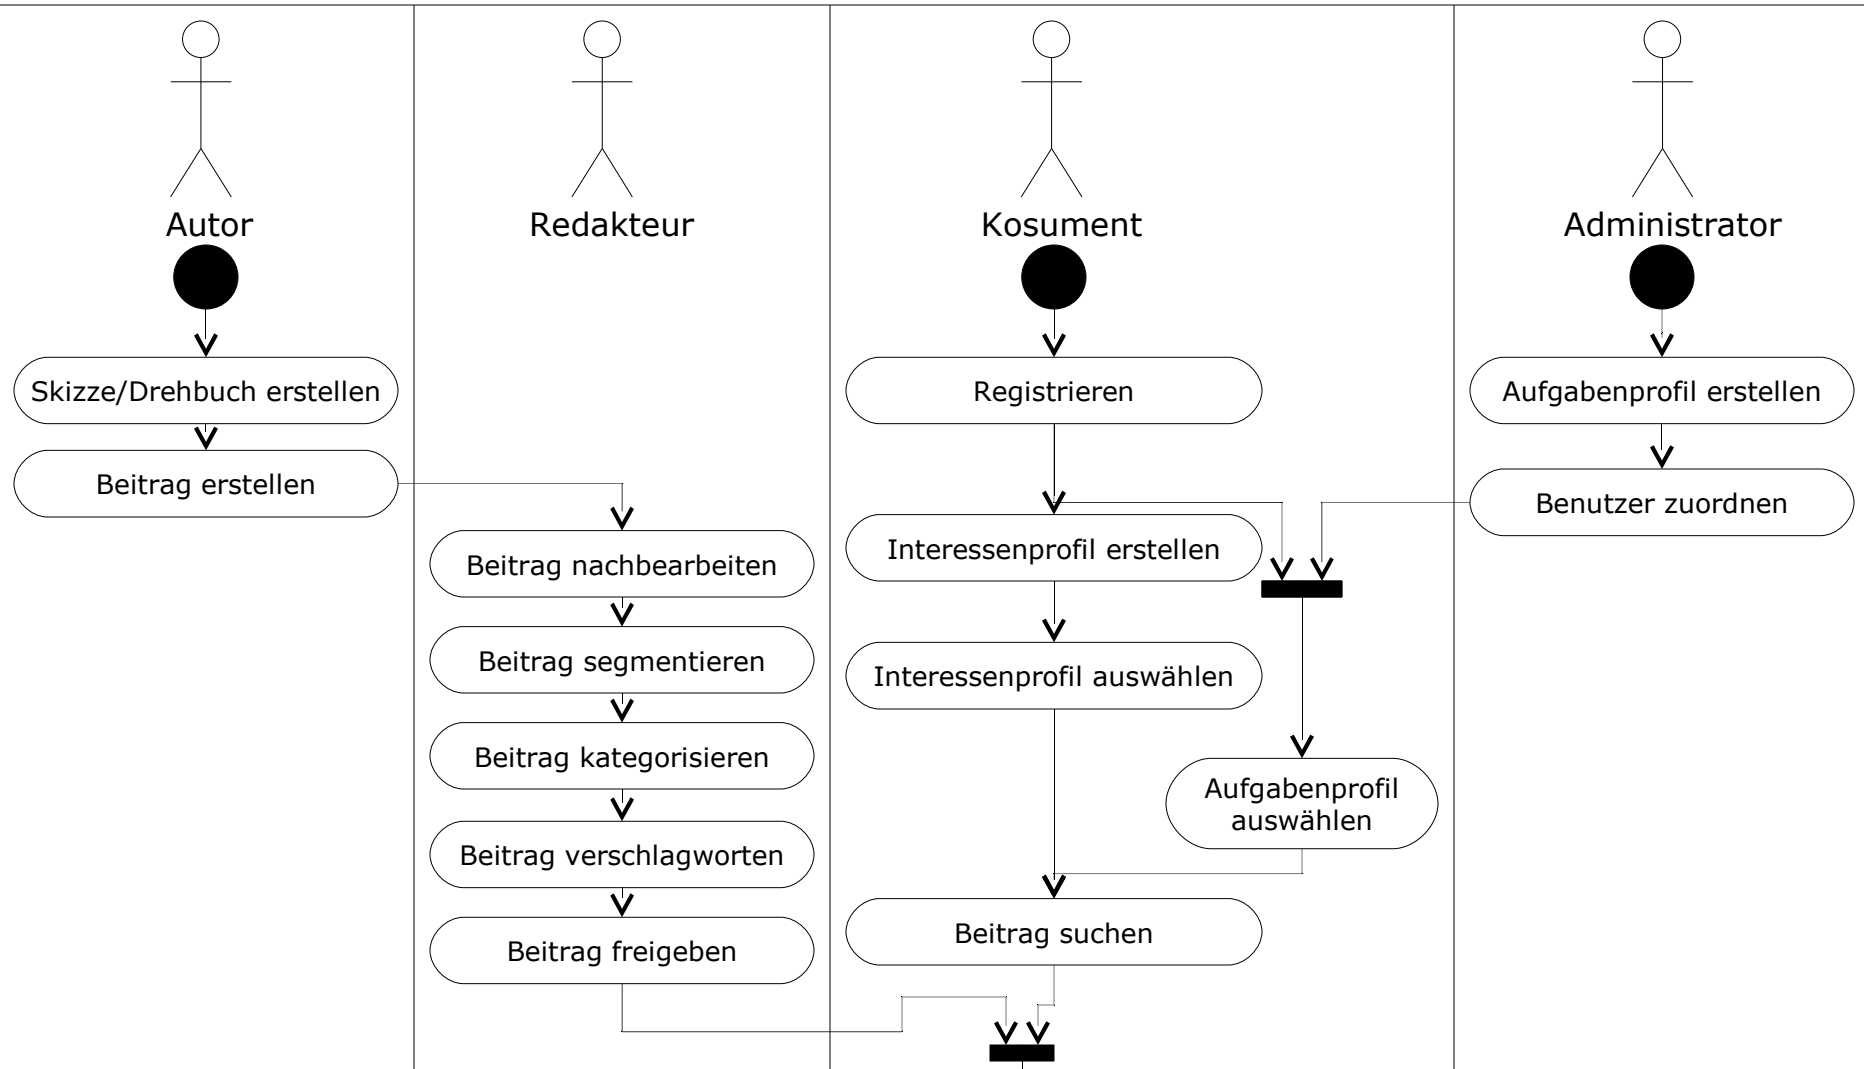 Autor
Redakteur
Kosument
Administrator
Skizze/Drehbuch erstellen
Beitrag erstellen
Beitrag nachbearbeiten
Beitrag segmentieren
Beitrag kategorisieren
Beitrag verschlagworten
Beitrag freigeben
Registrieren
Interessenprofil erstellen
Interessenprofil auswählen
Aufgabenprofil
auswählen
Beitrag suchen
Aufgabenprofil erstellen
Benutzer zuordnen